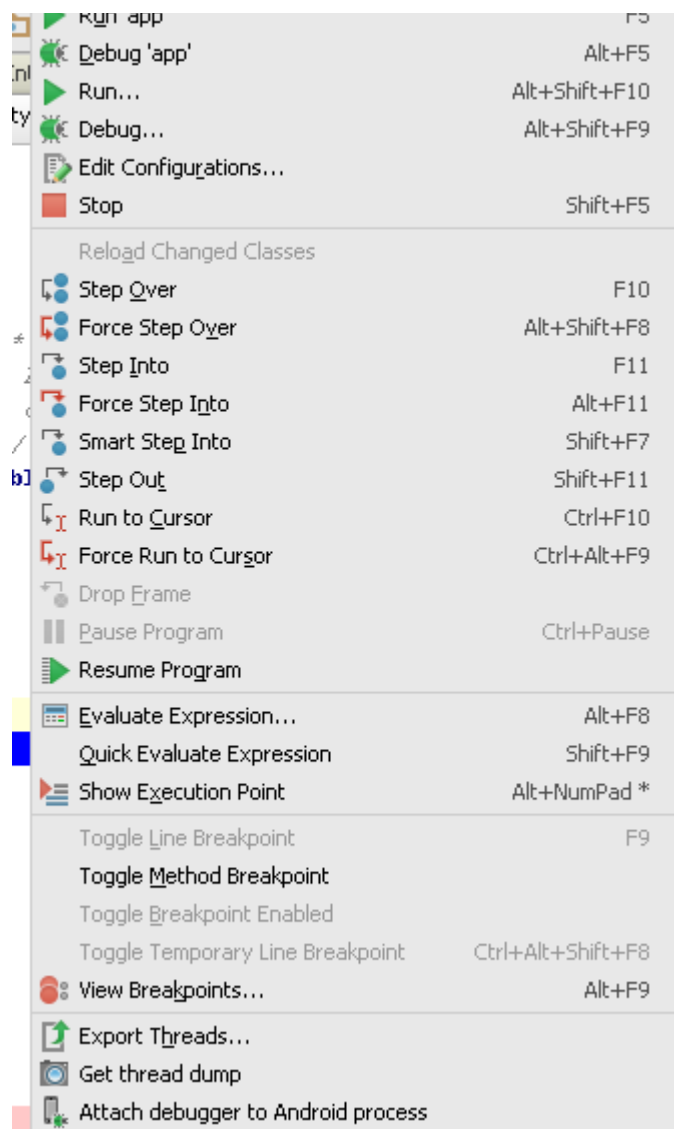 Run 'app' F5
Debug 'app' Alt+F5
Run... Alt+Shift+F10
Debug... Alt+Shift+F9
Edit Configurations...
Stop Shift+F5
Reload Changed Classes
Step Over F10
Force Step Over Alt+Shift+F8
Step Into F11
Force Step Into Alt+F11
Smart Step Into Shift+F7
Step Out Shift+F11
Run to Cursor Ctrl+F10
Force Run to Cursor Ctrl+Alt+F9
Drop Frame
Pause Program Ctrl+Pause
Resume Program
Evaluate Expression... Alt+F8
Quick Evaluate Expression Shift+F9
Show Execution Point Alt+NumPad *
Toggle Line Breakpoint F9
Toggle Method Breakpoint
Toggle Breakpoint Enabled
Toggle Temporary Line Breakpoint Ctrl+Alt+Shift+F8
View Breakpoints... Alt+F9
Export Threads...
Get thread dump
Attach debugger to Android process